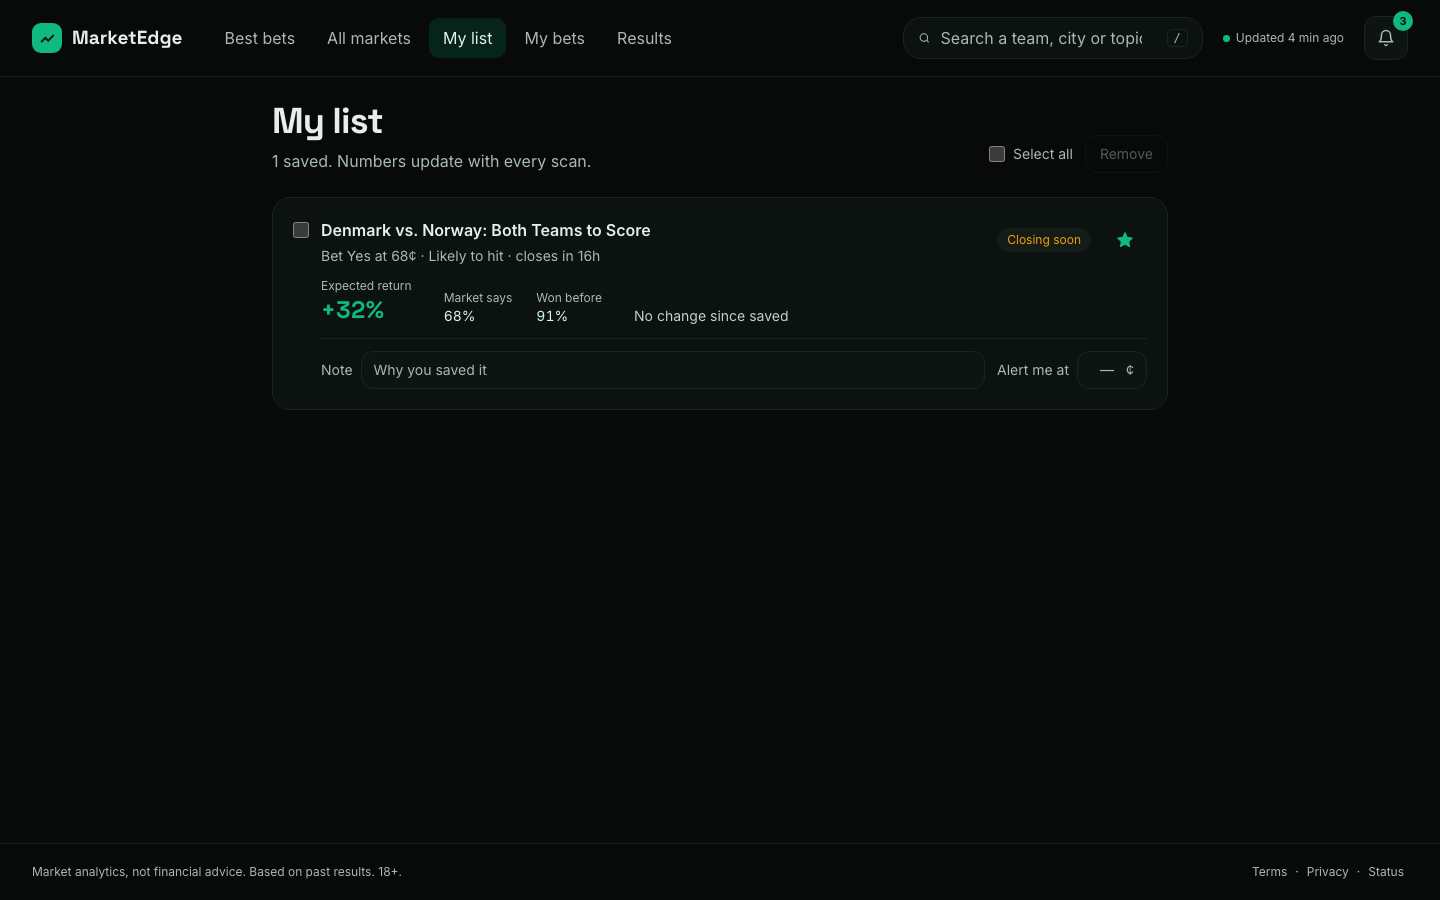 MarketEdge
Best bets
All markets
My list
My bets
Results
Search a team, city or topic
/
Updated 4 min ago
3
My list
1 saved. Numbers update with every scan.
Select all
Remove
Denmark vs. Norway: Both Teams to Score
Bet Yes at 68¢ · Likely to hit · closes in 16h
Closing soon
Expected return
+32%
Market says
68%
Won before
91%
No change since saved
Note
Why you saved it
Alert me at
— ¢
Market analytics, not financial advice. Based on past results. 18+.
Terms · Privacy · Status